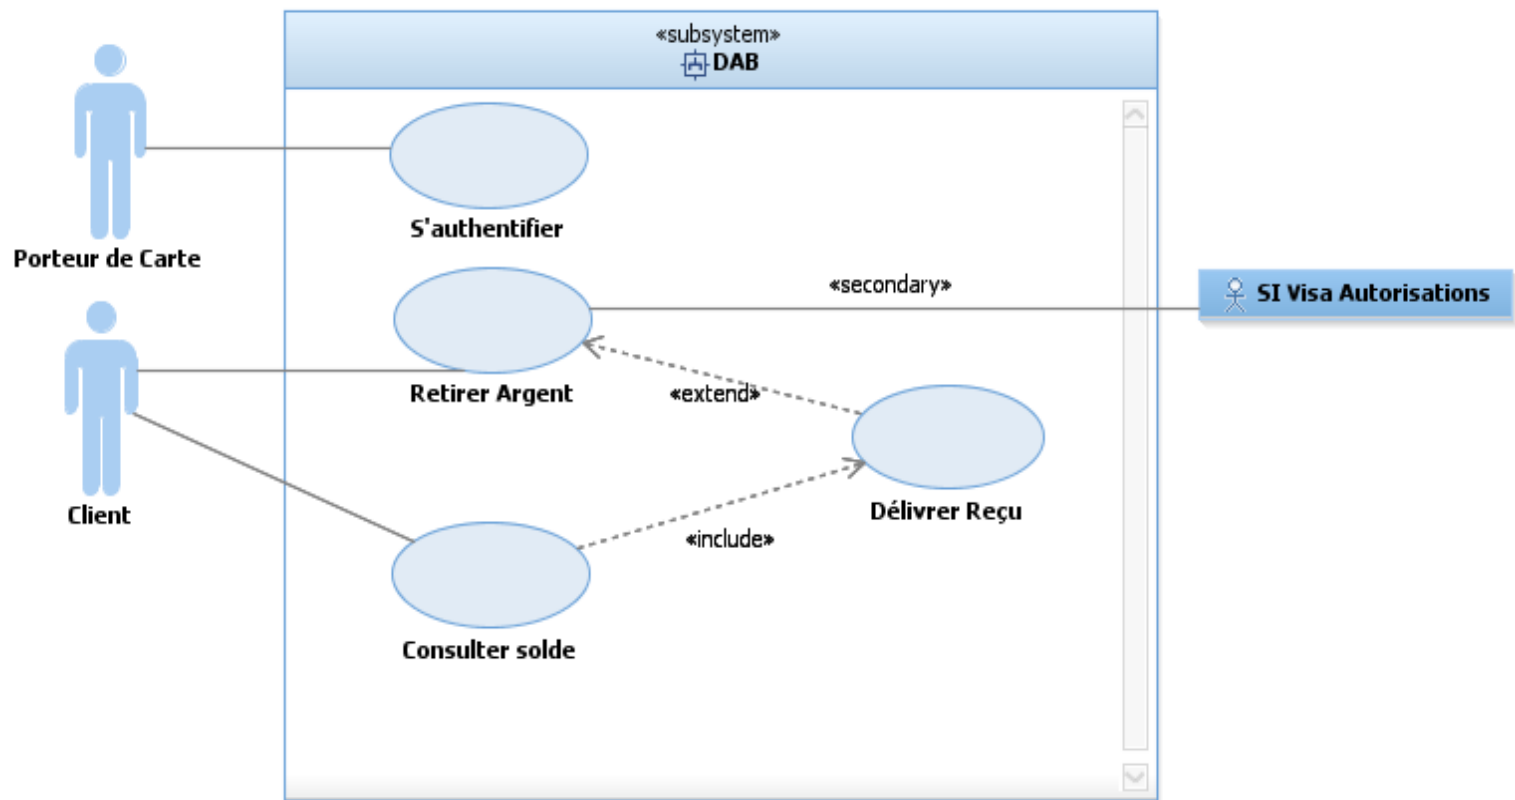 «subsystem»
DAB
S'authentifier
Porteur de Carte
«secondary»
SI Visa Autorisations
Retirer Argent
«extend»
Client
Délivrer Reçu
«include»
Consulter solde